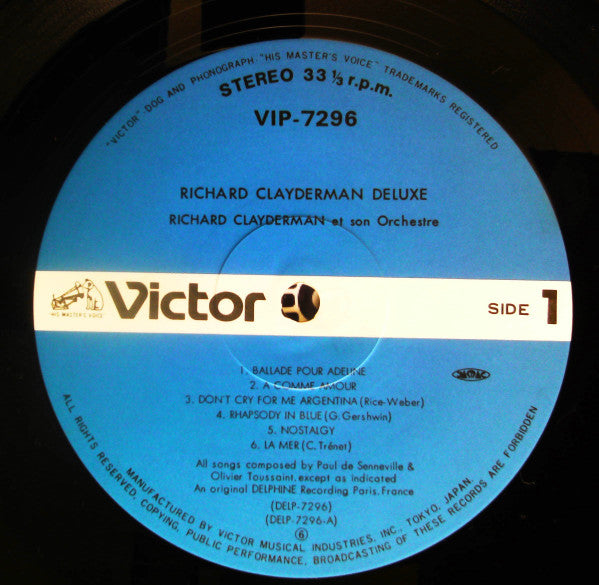 "VICTOR" DOG AND PHONOGRAPH "HIS MASTER'S VOICE" TRADEMARKS REGISTERED
STEREO 33 ⅓ r.p.m.
VIP-7296
RICHARD CLAYDERMAN DELUXE
RICHARD CLAYDERMAN et son Orchestre
"HIS MASTER'S VOICE"
Victor
SIDE 1
1. BALLADE POUR ADELINE
2. A COMME AMOUR
3. DON'T CRY FOR ME ARGENTINA (Rice-Weber)
4. RHAPSODY IN BLUE (G. Gershwin)
5. NOSTALGY
6. LA MER (C. Trénet)
All songs composed by Paul de Senneville &
Olivier Toussaint, except as indicated
An original DELPHINE Recording Paris, France
(DELP-7296)
(DELP-7296-A)
⑥
MANUFACTURED BY VICTOR MUSICAL INDUSTRIES, INC., TOKYO, JAPAN.
ALL RIGHTS RESERVED, COPYING, PUBLIC PERFORMANCE, BROADCASTING OF THESE RECORDS ARE FORBIDDEN